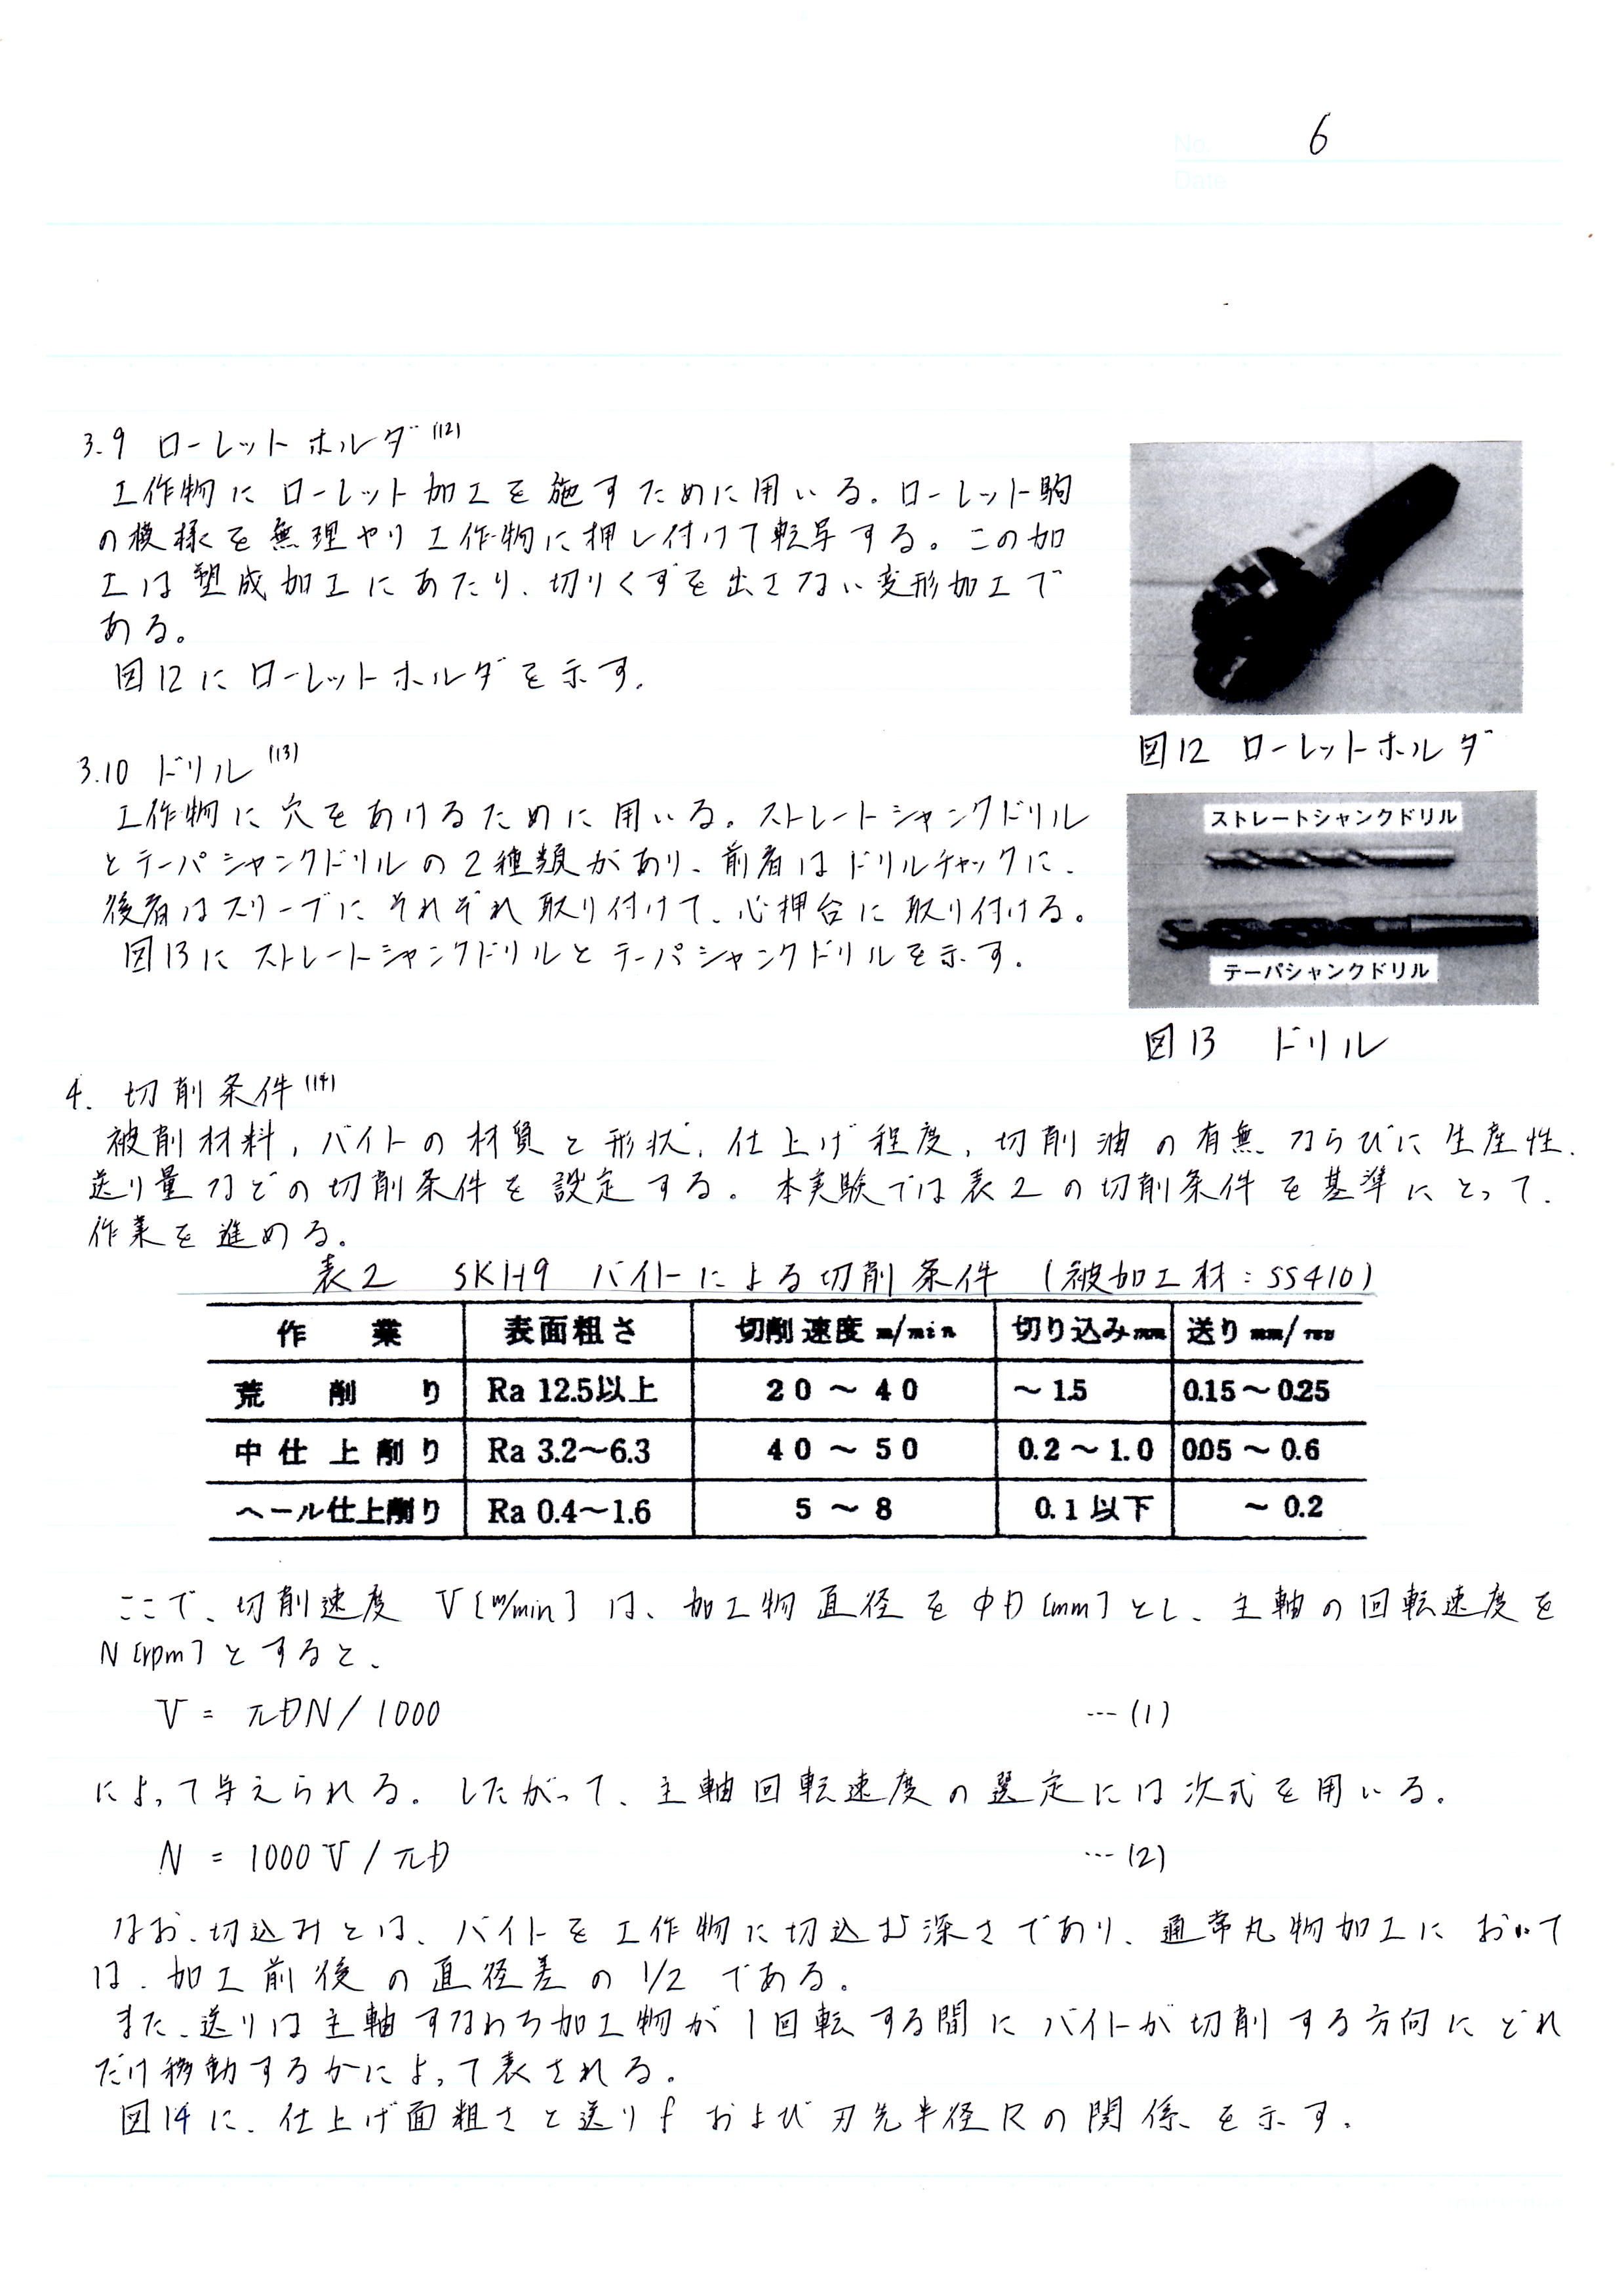 No. 6
Date
3.9 ローレットホルダ(12)
工作物にローレット加工を施すために用いる。ローレット駒
の模様を無理やり工作物に押し付けて転写する。この加
工は塑成加工にあたり、切りくずを出さない変形加工で
ある。
図12にローレットホルダを示す。
図12 ローレットホルダ
3.10 ドリル(13)
工作物に穴をあけるために用いる。ストレートシャンクドリル
とテーパシャンクドリルの2種類があり、前者はドリルチャックに、
後者はスリーブにそれぞれ取り付けて、心押台に取り付ける。
図13にストレートシャンクドリルとテーパシャンクドリルを示す。
ストレートシャンクドリル
テーパシャンクドリル
図13 ドリル
4. 切削条件(14)
被削材料、バイトの材質と形状、仕上げ程度、切削油の有無ならびに生産性、
送り量などの切削条件を設定する。本実験では表2の切削条件を基準にとって、
作業を進める。
表2 SKH9 バイトによる切削条件 (被加工材:SS410)
作業 表面粗さ 切削速度 m/min 切り込み mm 送り mm/rev
荒削り Ra 12.5以上 20～40 ～1.5 0.15～0.25
中仕上削り Ra 3.2～6.3 40～50 0.2～1.0 0.05～0.6
ヘール仕上削り Ra 0.4～1.6 5～8 0.1以下 ～0.2
ここで、切削速度 V[m/min]は、加工物直径をφD[mm]とし、主軸の回転速度を
N[rpm]とすると、
V = πDN/1000 …(1)
によって与えられる。したがって、主軸回転速度の選定には次式を用いる。
N = 1000V/πD …(2)
なお、切込みとは、バイトを工作物に切込む深さであり、通常丸物加工において
は、加工前後の直径差の1/2である。
また、送りは主軸すなわち加工物が1回転する間にバイトが切削する方向にどれ
だけ移動するかによって表される。
図14に、仕上げ面粗さと送りfおよび刃先半径Rの関係を示す。